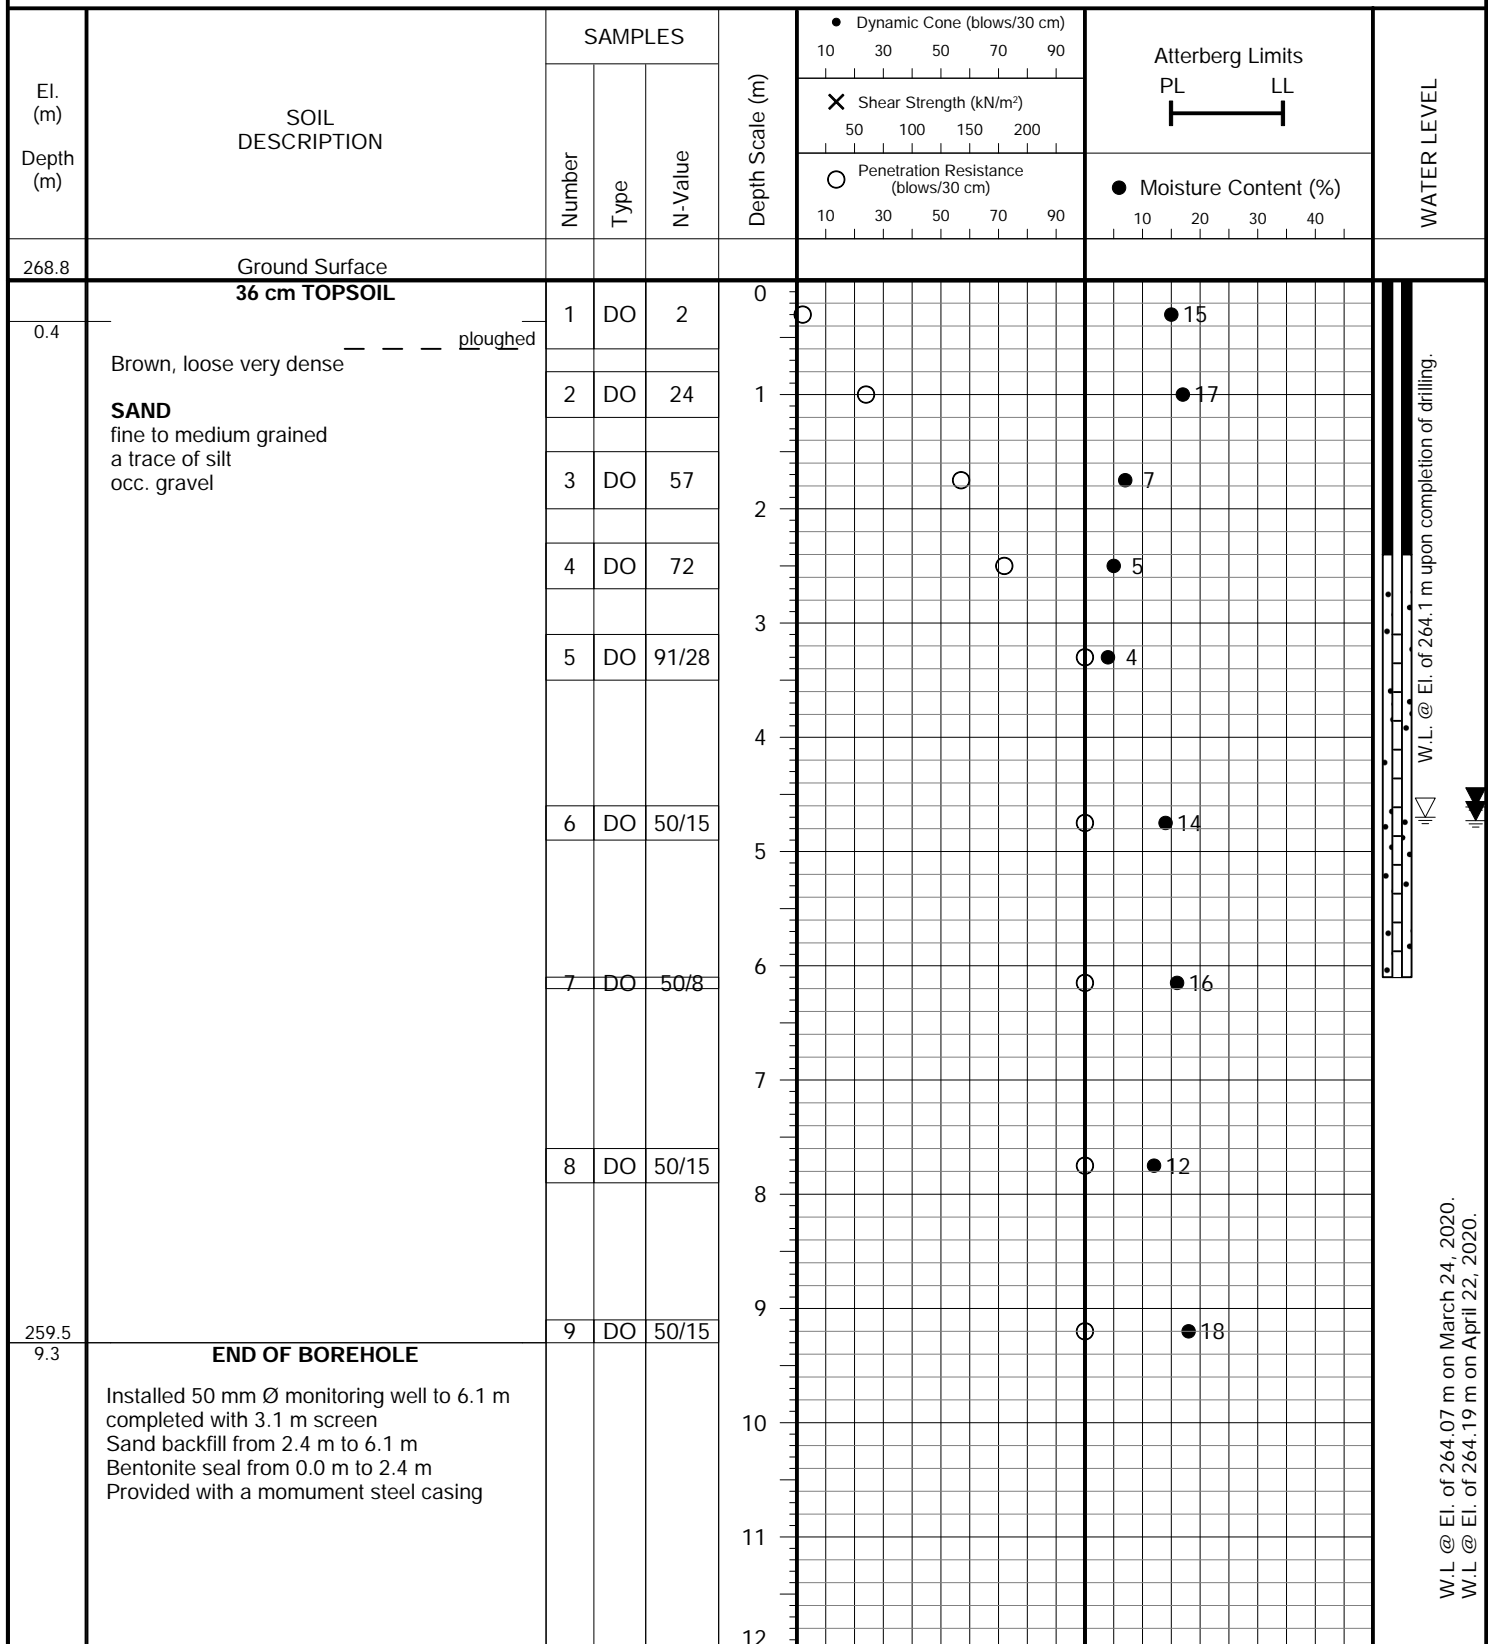 El.
(m)
Depth
(m)
SOIL
DESCRIPTION
SAMPLES
Number
Type
N-Value
Depth Scale (m)
● Dynamic Cone (blows/30 cm)
10 30 50 70 90
X Shear Strength (kN/m²)
50 100 150 200
O Penetration Resistance
(blows/30 cm)
10 30 50 70 90
Atterberg Limits
PL LL
● Moisture Content (%)
10 20 30 40
WATER LEVEL
268.8 Ground Surface
36 cm TOPSOIL
0
1 DO 2 15
0.4
ploughed
Brown, loose very dense
2 DO 24 1 17
SAND
fine to medium grained
a trace of silt
occ. gravel
3 DO 57 7
2
4 DO 72 5
3
5 DO 91/28 4
4
6 DO 50/15 14
5
6
7 DO 50/8 16
7
8 DO 50/15 12
8
9
259.5 9 DO 50/15 18
9.3
END OF BOREHOLE
Installed 50 mm Ø monitoring well to 6.1 m
completed with 3.1 m screen
Sand backfill from 2.4 m to 6.1 m
Bentonite seal from 0.0 m to 2.4 m
Provided with a momument steel casing
10
11
12
W.L. @ El. of 264.1 m upon completion of drilling.
W.L @ El. of 264.07 m on March 24, 2020.
W.L @ El. of 264.19 m on April 22, 2020.